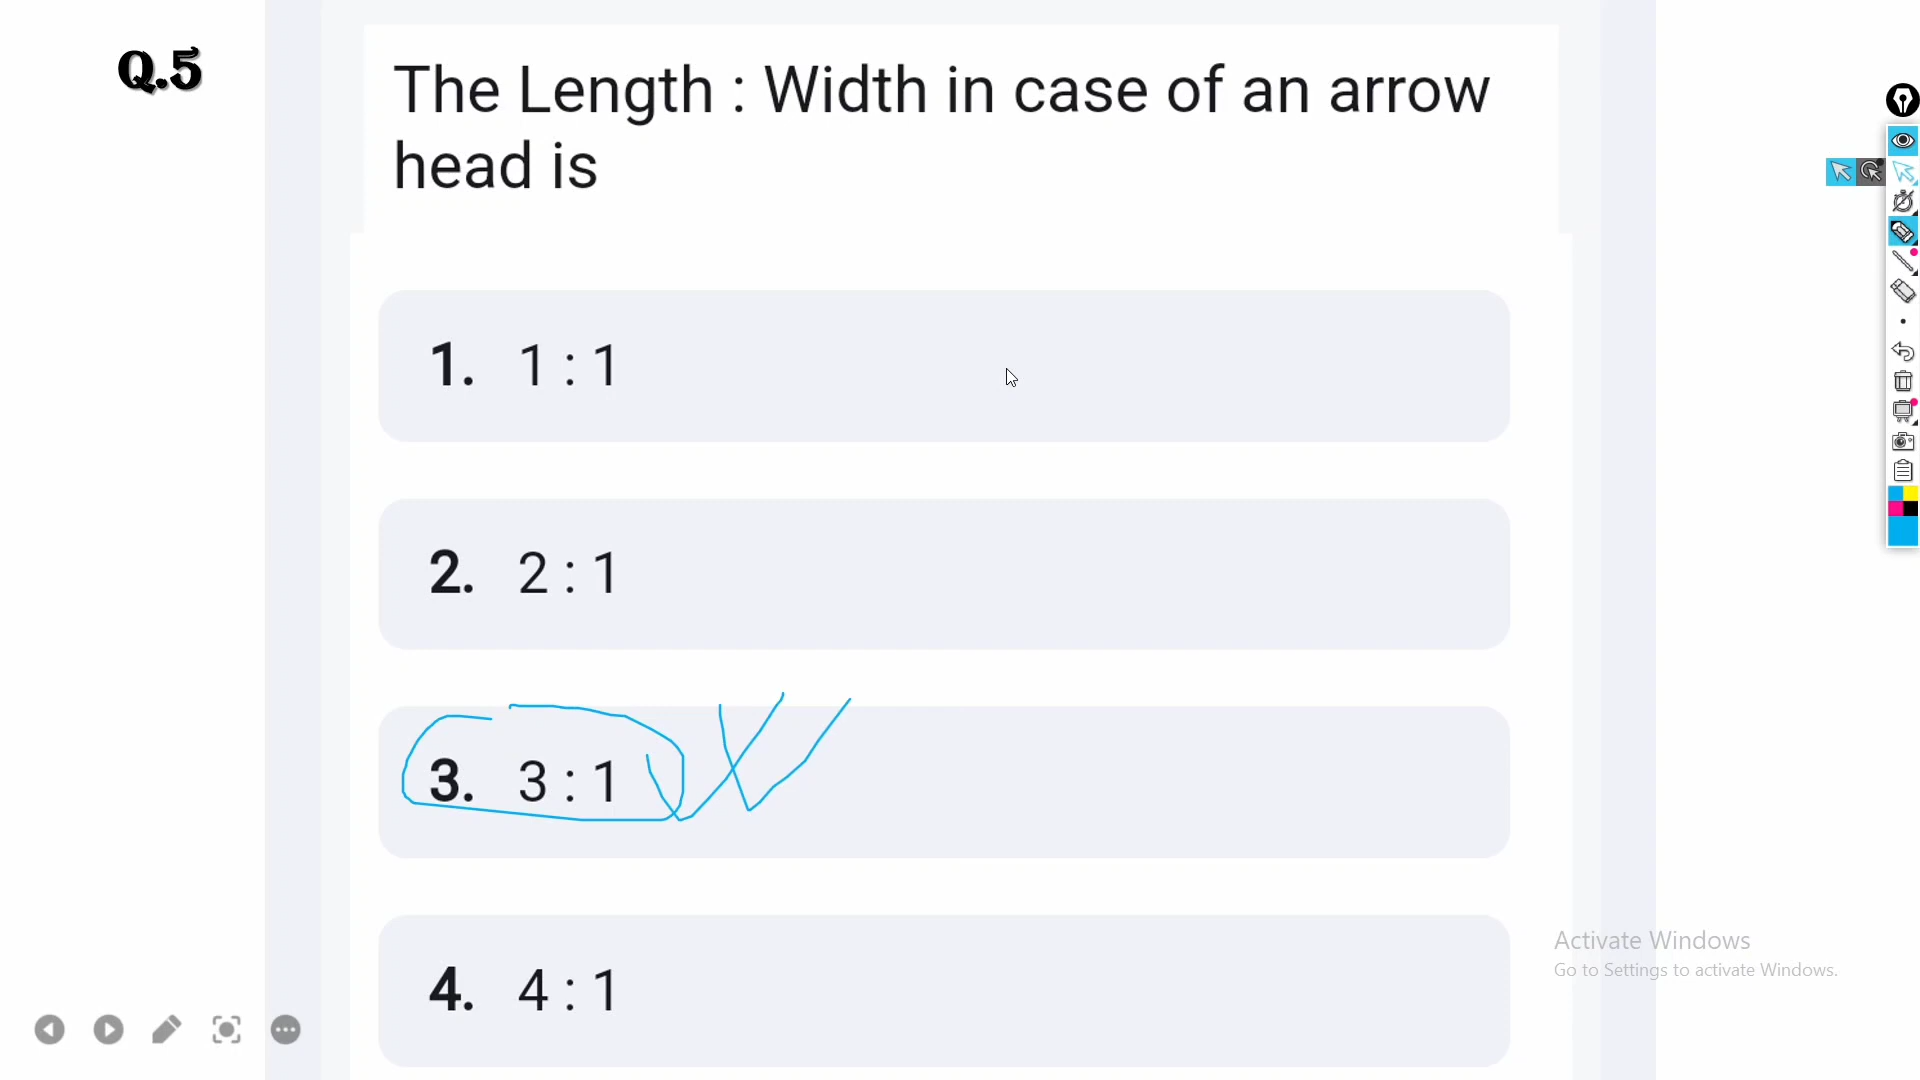 Q.5
The Length : Width in case of an arrow
head is
1. 1 : 1
2. 2 : 1
3. 3 : 1
4. 4 : 1
Activate Windows
Go to Settings to activate Windows.